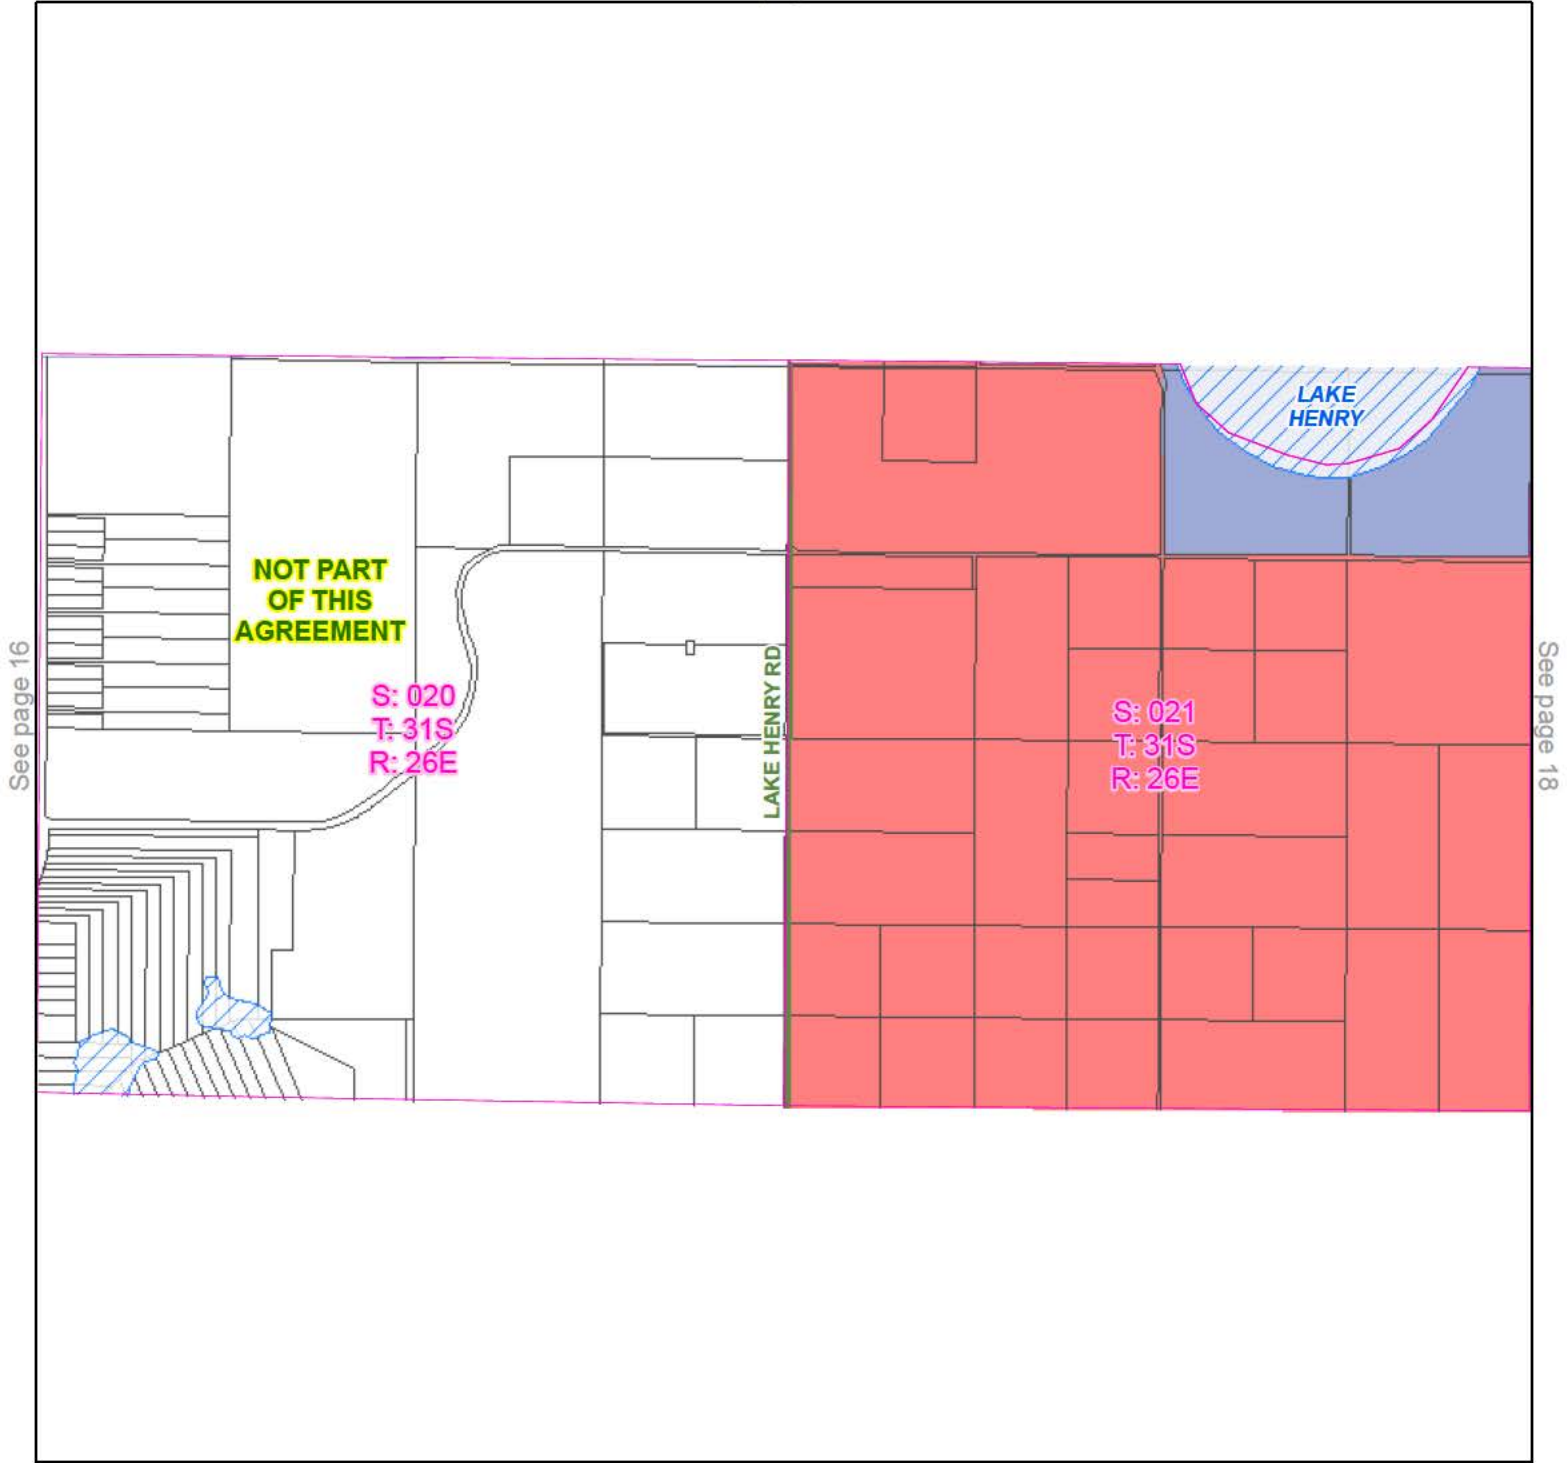 LAKE
HENRY
NOT PART
OF THIS
AGREEMENT
See page 16
S: 020
T: 31S
R: 26E
LAKE HENRY RD
S: 021
T: 31S
R: 26E
See page 18